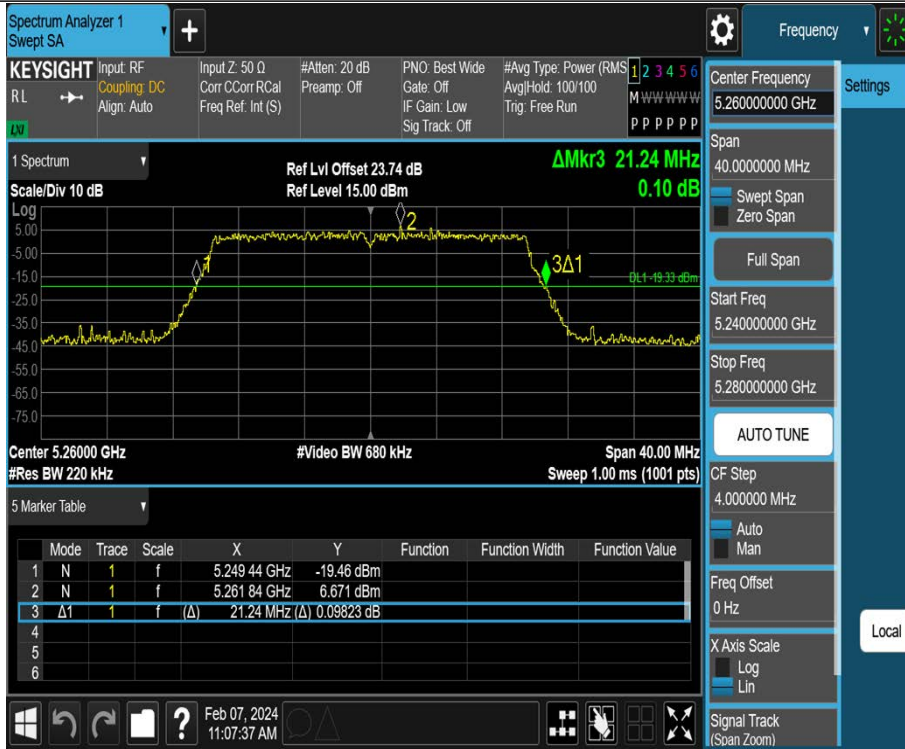 Spectrum Analyzer 1
Swept SA
+
Frequency
KEYSIGHT
RL
LXI
Input: RF
Coupling: DC
Align: Auto
Input Z: 50 Ω
Corr CCorr RCal
Freq Ref: Int (S)
#Atten: 20 dB
Preamp: Off
PNO: Best Wide
Gate: Off
IF Gain: Low
Sig Track: Off
#Avg Type: Power (RMS
Avg|Hold: 100/100
Trig: Free Run
1 2 3 4 5 6
M W W W W W
P P P P P P
1 Spectrum
Scale/Div 10 dB
Ref Lvl Offset 23.74 dB
Ref Level 15.00 dBm
ΔMkr3 21.24 MHz
0.10 dB
Log
5.00
-5.00
-15.0
-25.0
-35.0
-45.0
-55.0
-65.0
-75.0
1
2
3Δ1
DL1 -19.33 dBm
Center 5.26000 GHz
#Res BW 220 kHz
#Video BW 680 kHz
Span 40.00 MHz
Sweep 1.00 ms (1001 pts)
5 Marker Table
Mode Trace Scale X Y Function Function Width Function Value
1 N 1 f 5.249 44 GHz -19.46 dBm
2 N 1 f 5.261 84 GHz 6.671 dBm
3 Δ1 1 f (Δ) 21.24 MHz (Δ) 0.09823 dB
4
5
6
Feb 07, 2024
11:07:37 AM
?
Center Frequency
5.260000000 GHz
Settings
Span
40.0000000 MHz
Swept Span
Zero Span
Full Span
Start Freq
5.240000000 GHz
Stop Freq
5.280000000 GHz
AUTO TUNE
CF Step
4.000000 MHz
Auto
Man
Freq Offset
0 Hz
Local
X Axis Scale
Log
Lin
Signal Track
(Span Zoom)